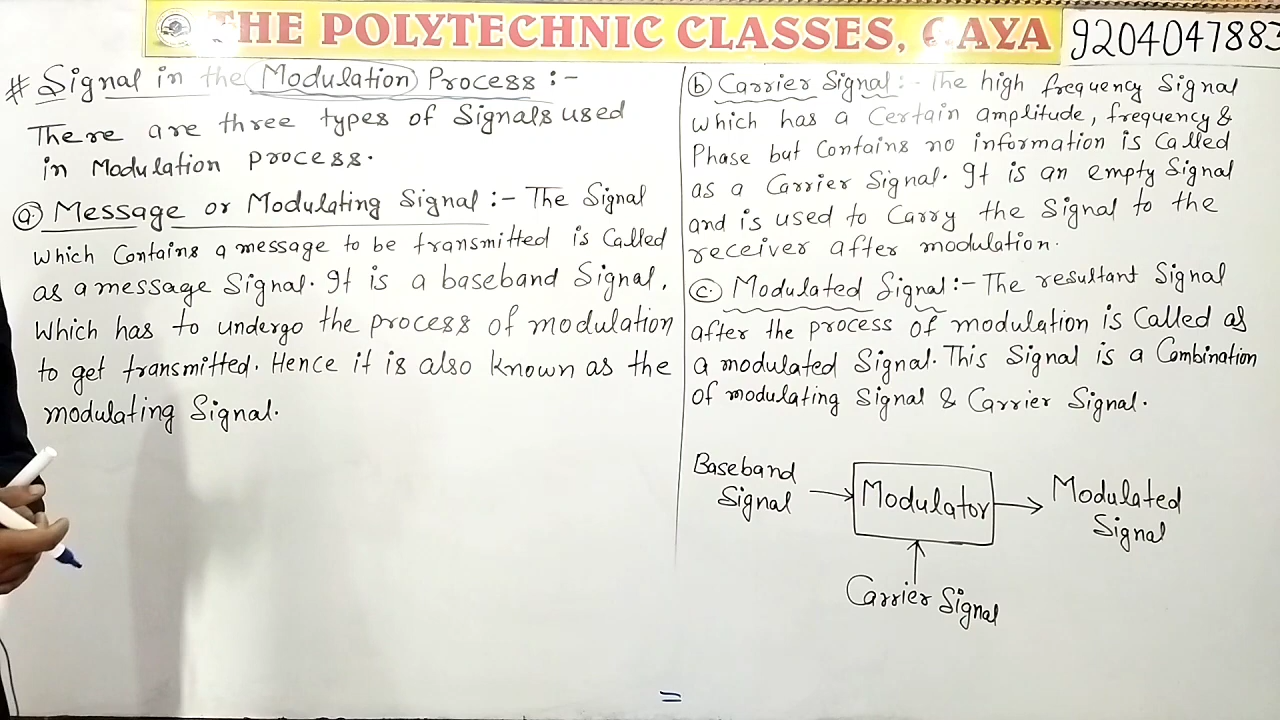 THE POLYTECHNIC CLASSES, GAYA
9204047883
# Signal in the Modulation Process :-
There are three types of Signals used
in Modulation process.
a. Message or Modulating Signal :- The Signal
which Contains a message to be transmitted is Called
as a message Signal. It is a baseband Signal,
which has to undergo the process of modulation
to get transmitted. Hence it is also known as the
modulating Signal.
b Carrier Signal :- The high frequency Signal
which has a Certain amplitude, frequency &
Phase but Contains no information is Called
as a Carrier Signal. It is an empty Signal
and is used to Carry the Signal to the
receiver after modulation.
c. Modulated Signal :- The resultant Signal
after the process of modulation is Called as
a modulated Signal. This Signal is a Combination
of modulating Signal & Carrier Signal.
Baseband
Signal
Modulator
Modulated
Signal
Carrier Signal
=